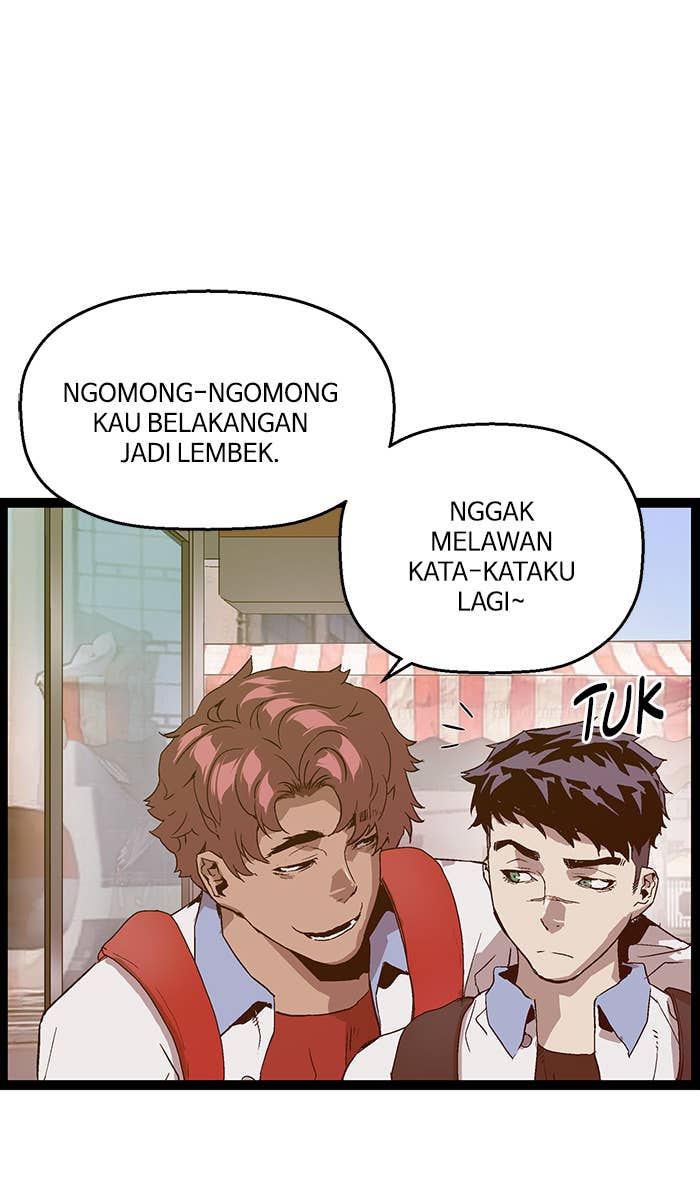 NGOMONG-NGOMONG
KAU BELAKANGAN
JADI LEMBEK.
NGGAK
MELAWAN
KATA-KATAKU
LAGI~
TUK